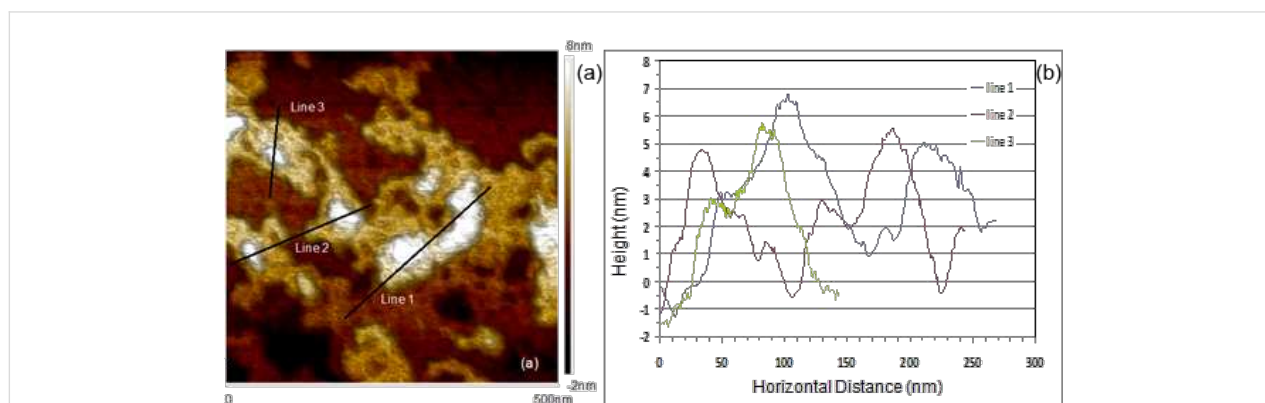 8nm
(a)
Line 3
Line 2
Line 1
(a)
-2nm
0
500nm
(b)
line 1
line 2
line 3
8
7
6
5
4
3
2
1
0
-1
-2
Height (nm)
0
50
100
150
200
250
300
Horizontal Distance (nm)